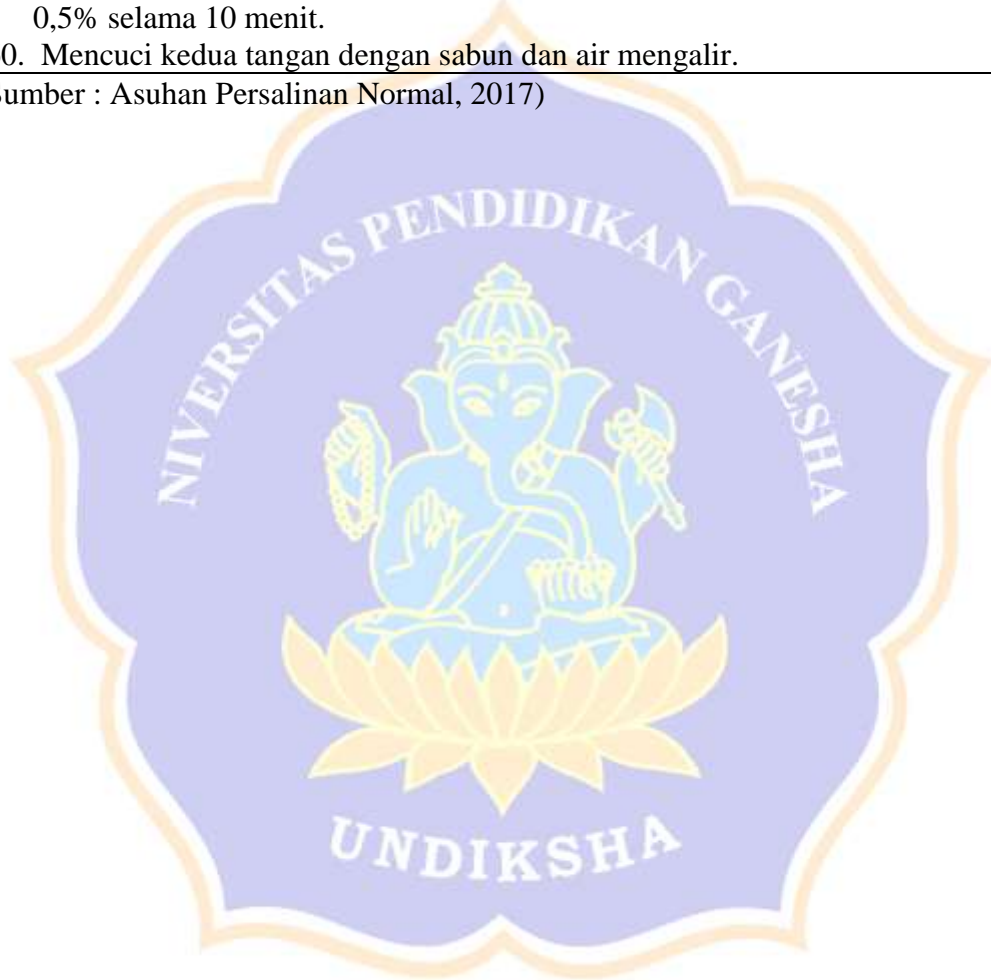 0,5% selama 10 menit.
0. Mencuci kedua tangan dengan sabun dan air mengalir.
umber : Asuhan Persalinan Normal, 2017)
NIVERSITAS PENDIDIKAN GANESHA
UNDIKSHA